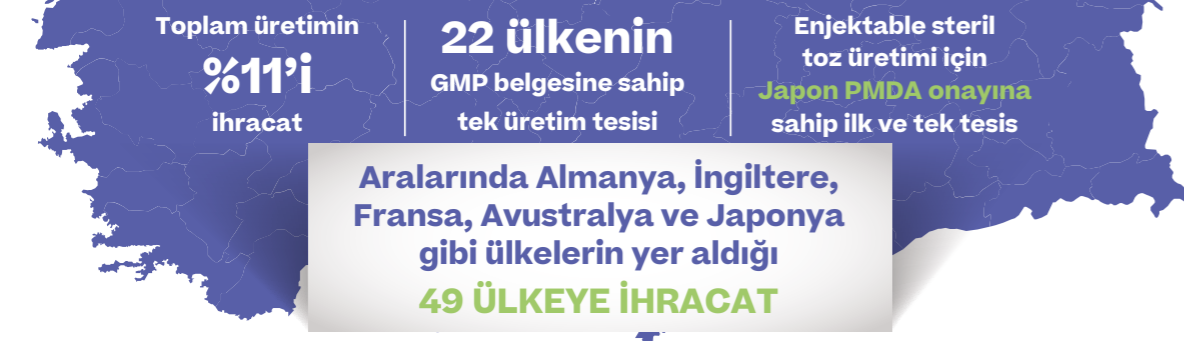 Toplam üretimin
%11’i
ihracat
22 ülkenin
GMP belgesine sahip
tek üretim tesisi
Enjektable steril
toz üretimi için
Japon PMDA onayına
sahip ilk ve tek tesis
Aralarında Almanya, İngiltere,
Fransa, Avustralya ve Japonya
gibi ülkelerin yer aldığı
49 ÜLKEYE İHRACAT